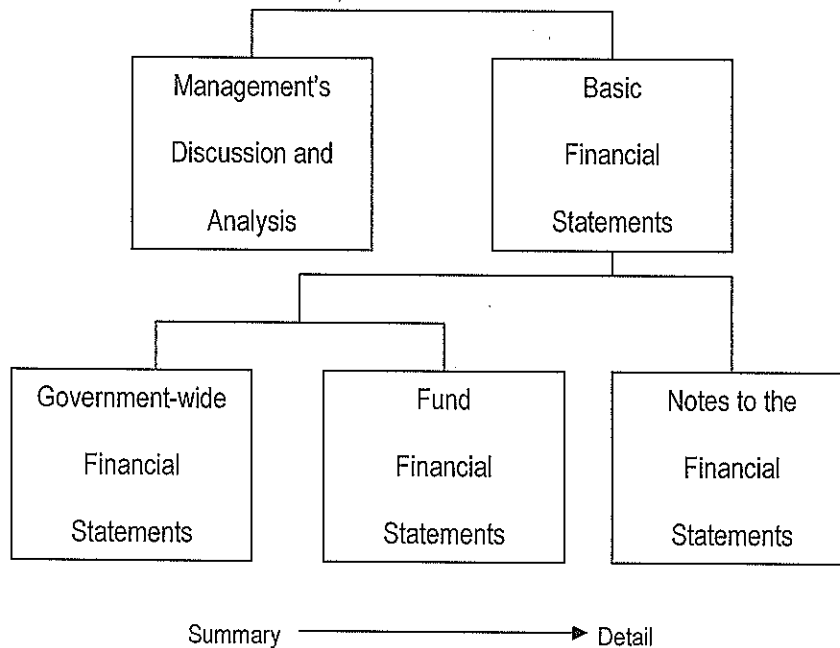 Management's
Discussion and
Analysis
Basic
Financial
Statements
Government-wide
Financial
Statements
Fund
Financial
Statements
Notes to the
Financial
Statements
Summary Detail